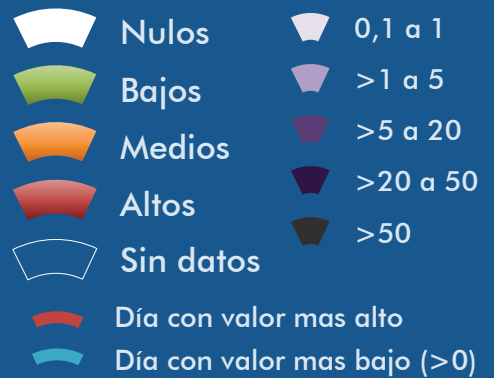 Nulos
Bajos
Medios
Altos
Sin datos
0,1 a 1
>1 a 5
>5 a 20
>20 a 50
>50
Día con valor mas alto
Día con valor mas bajo (>0)